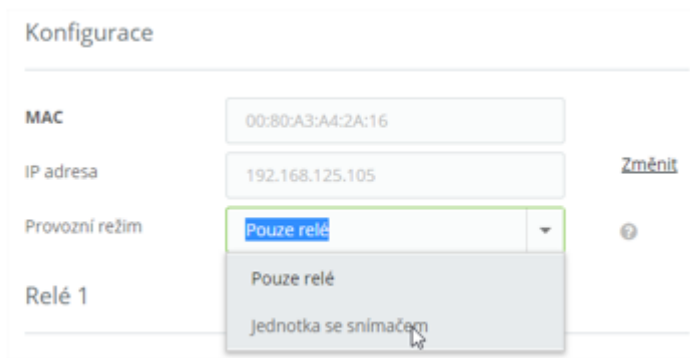 Konfigurace
MAC 00:80:A3:A4:2A:16
IP adresa 192.168.125.105 Změnit
Provozní režim Pouze relé
Pouze relé
Relé 1
Jednotka se snímačem